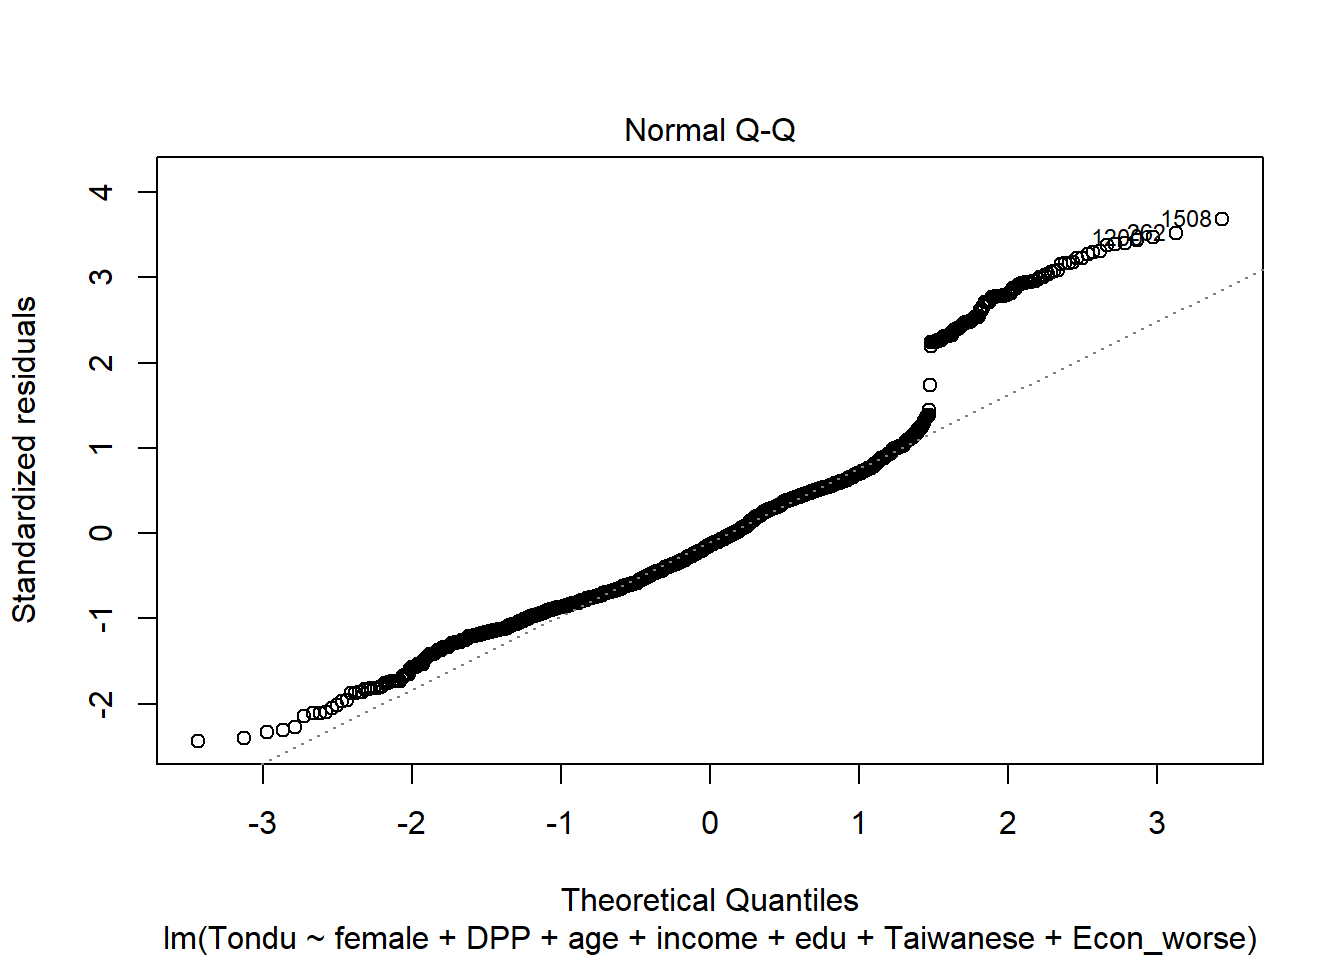 Normal Q-Q
4
3
2
1
0
-1
-2
Standardized residuals
1508
262
-3 -2 -1 0 1 2 3
Theoretical Quantiles
lm(Tondu ~ female + DPP + age + income + edu + Taiwanese + Econ_worse)